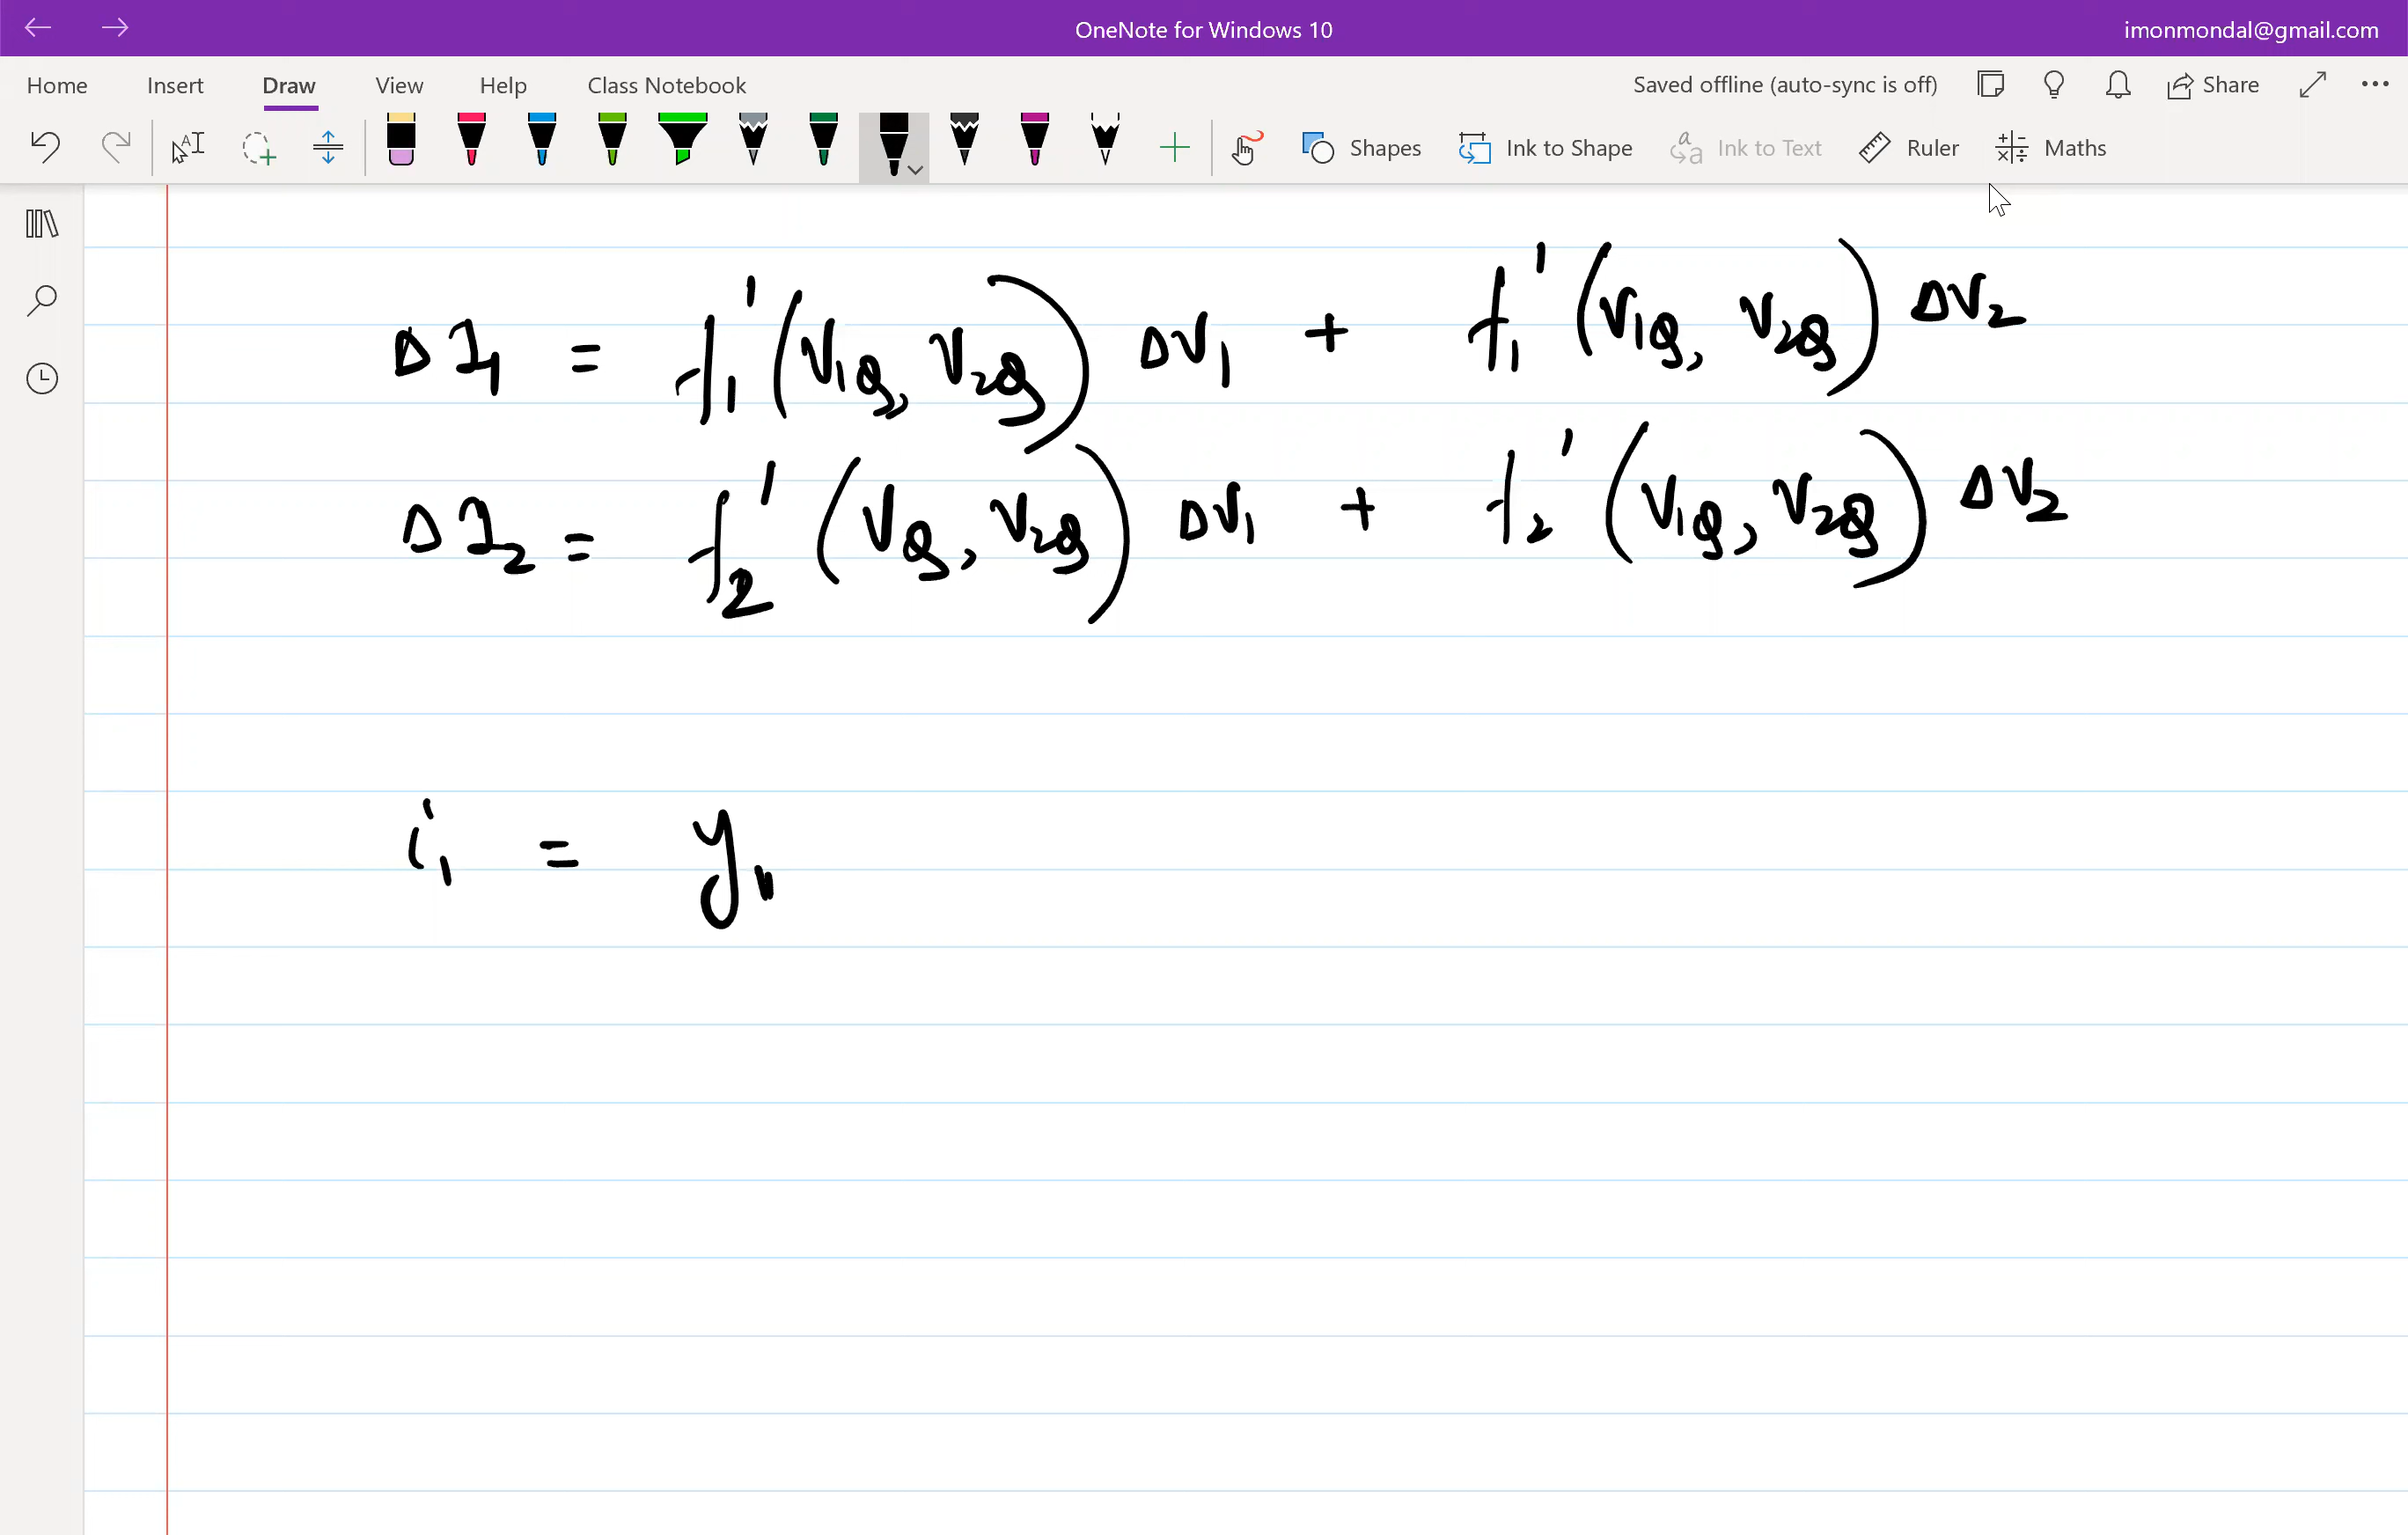 OneNote for Windows 10 imonmondal@gmail.com
Home Insert Draw View Help Class Notebook Saved offline (auto-sync is off) Share
Shapes Ink to Shape Ink to Text Ruler Maths
ΔI₁ = f₁'(V₁Q, V₂Q) ΔV₁ + f₁'(V₁Q, V₂Q) ΔV₂
ΔI₂ = f₂'(VQ, V₂Q) ΔV₁ + f₂'(V₁Q, V₂Q) ΔV₂
i₁ = y₁₁